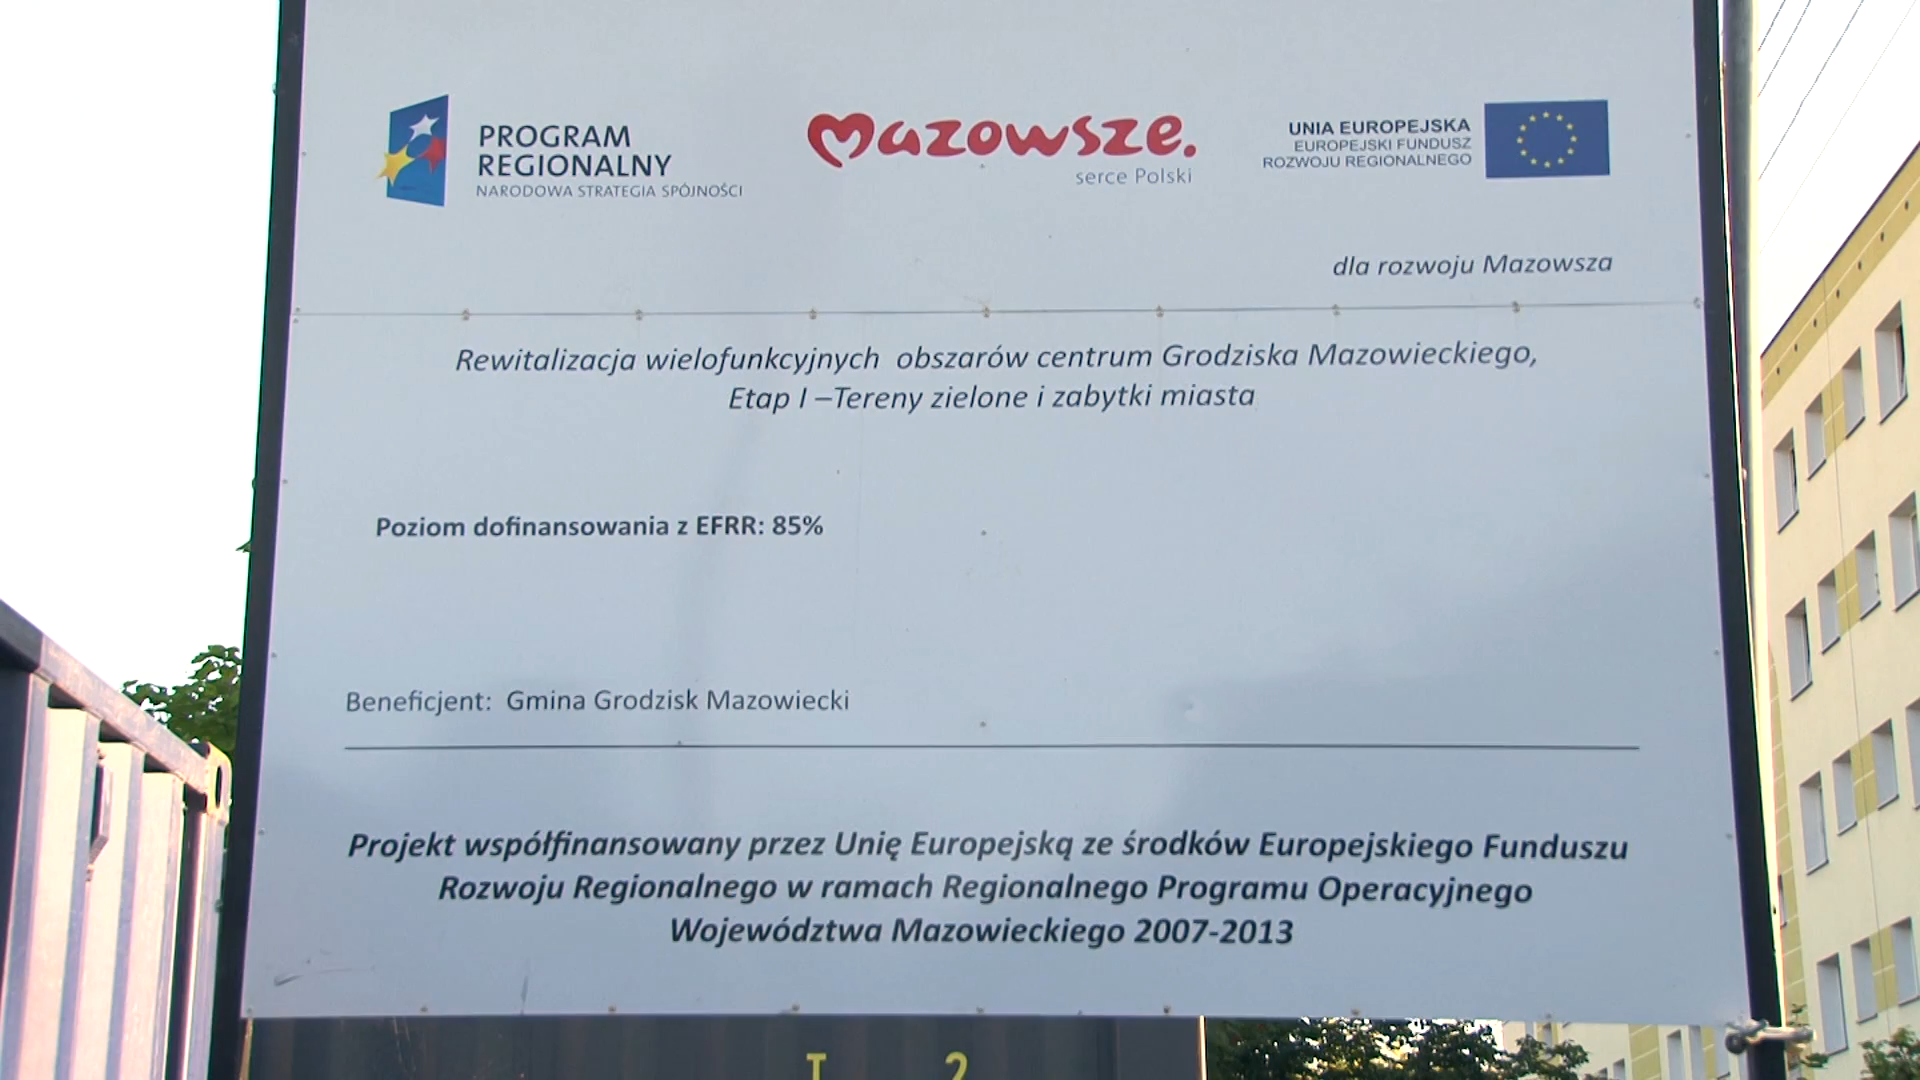 PROGRAM
REGIONALNY
NARODOWA STRATEGIA SPÓJNOŚCI
mazowsze.
serce Polski
UNIA EUROPEJSKA
EUROPEJSKI FUNDUSZ
ROZWOJU REGIONALNEGO
dla rozwoju Mazowsza
Rewitalizacja wielofunkcyjnych obszarów centrum Grodziska Mazowieckiego,
Etap I –Tereny zielone i zabytki miasta
Poziom dofinansowania z EFRR: 85%
Beneficjent: Gmina Grodzisk Mazowiecki
Projekt współfinansowany przez Unię Europejską ze środków Europejskiego Funduszu
Rozwoju Regionalnego w ramach Regionalnego Programu Operacyjnego
Województwa Mazowieckiego 2007-2013
T 2